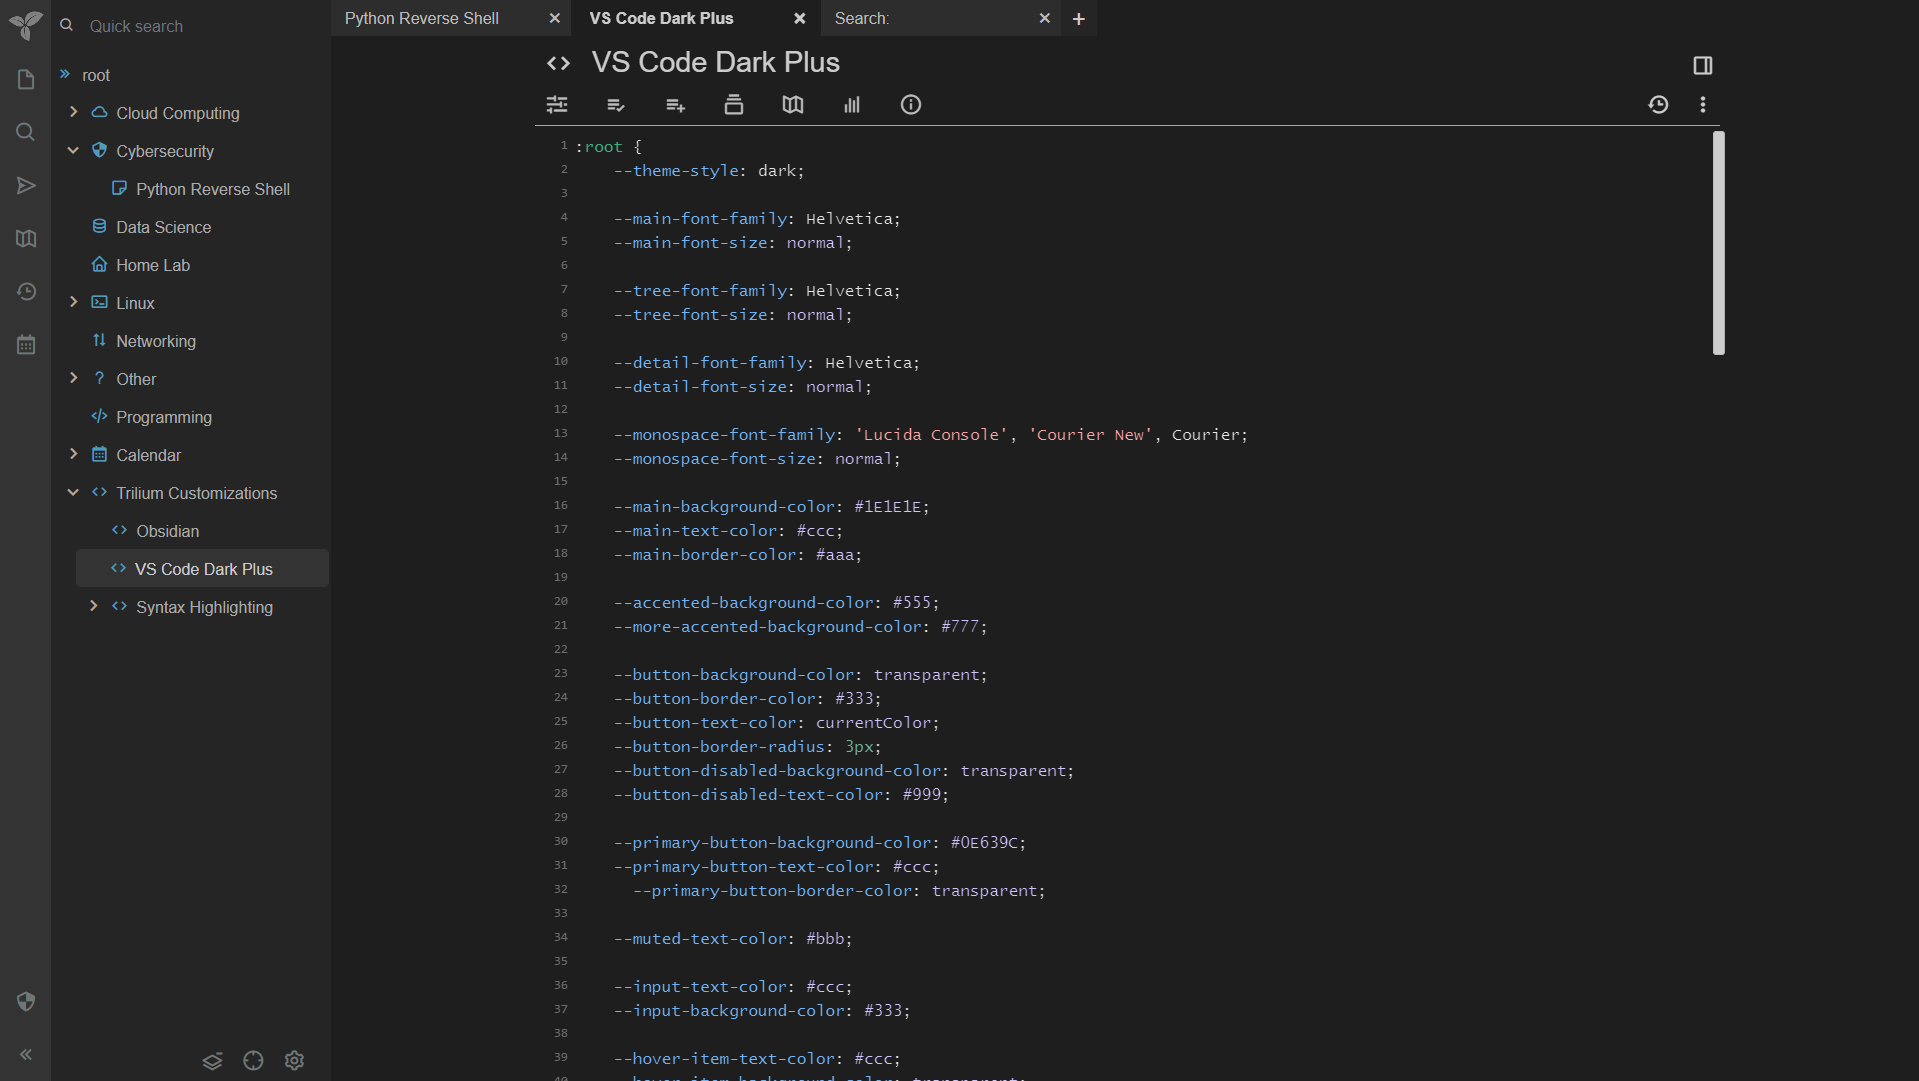 Quick search
root
Cloud Computing
Cybersecurity
Python Reverse Shell
Data Science
Home Lab
Linux
Networking
Other
Programming
Calendar
Trilium Customizations
Obsidian
VS Code Dark Plus
Syntax Highlighting
Python Reverse Shell
VS Code Dark Plus
Search:
VS Code Dark Plus
1 :root {
2 --theme-style: dark;
3
4 --main-font-family: Helvetica;
5 --main-font-size: normal;
6
7 --tree-font-family: Helvetica;
8 --tree-font-size: normal;
9
10 --detail-font-family: Helvetica;
11 --detail-font-size: normal;
12
13 --monospace-font-family: 'Lucida Console', 'Courier New', Courier;
14 --monospace-font-size: normal;
15
16 --main-background-color: #1E1E1E;
17 --main-text-color: #ccc;
18 --main-border-color: #aaa;
19
20 --accented-background-color: #555;
21 --more-accented-background-color: #777;
22
23 --button-background-color: transparent;
24 --button-border-color: #333;
25 --button-text-color: currentColor;
26 --button-border-radius: 3px;
27 --button-disabled-background-color: transparent;
28 --button-disabled-text-color: #999;
29
30 --primary-button-background-color: #0E639C;
31 --primary-button-text-color: #ccc;
32 --primary-button-border-color: transparent;
33
34 --muted-text-color: #bbb;
35
36 --input-text-color: #ccc;
37 --input-background-color: #333;
38
39 --hover-item-text-color: #ccc;
40 --hover-item-background-color: transparent;